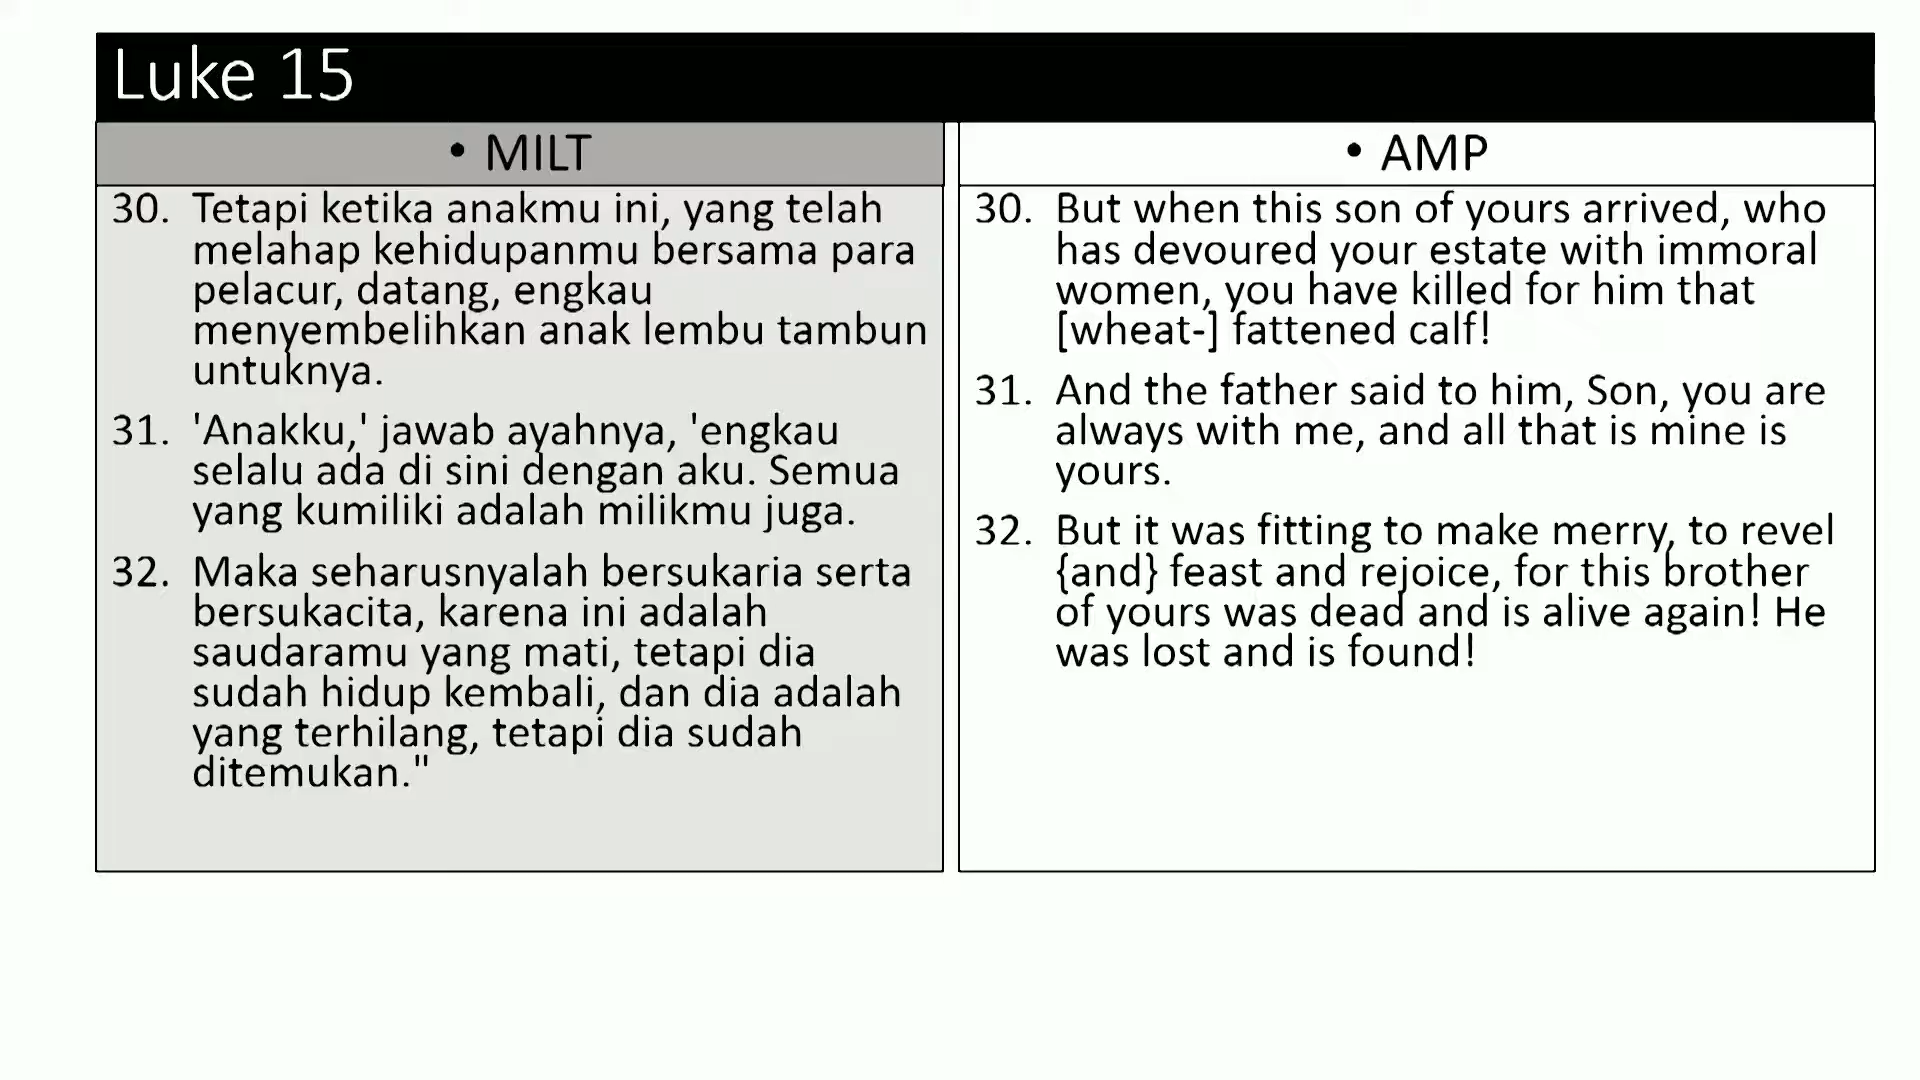 Luke 15
• MILT
30. Tetapi ketika anakmu ini, yang telah
melahap kehidupanmu bersama para
pelacur, datang, engkau
menyembelihkan anak lembu tambun
untuknya.
31. 'Anakku,' jawab ayahnya, 'engkau
selalu ada di sini dengan aku. Semua
yang kumiliki adalah milikmu juga.
32. Maka seharusnyalah bersukaria serta
bersukacita, karena ini adalah
saudaramu yang mati, tetapi dia
sudah hidup kembali, dan dia adalah
yang terhilang, tetapi dia sudah
ditemukan."
• AMP
30. But when this son of yours arrived, who
has devoured your estate with immoral
women, you have killed for him that
[wheat-] fattened calf!
31. And the father said to him, Son, you are
always with me, and all that is mine is
yours.
32. But it was fitting to make merry, to revel
{and} feast and rejoice, for this brother
of yours was dead and is alive again! He
was lost and is found!